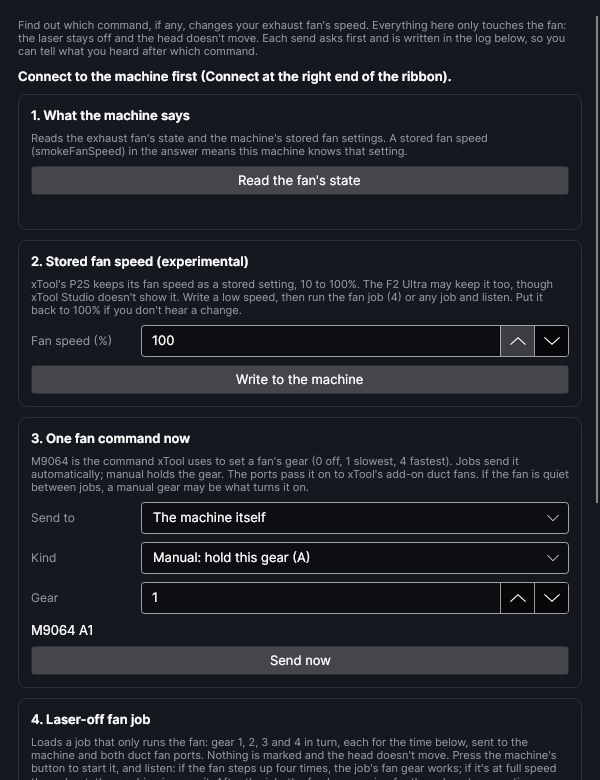 Find out which command, if any, changes your exhaust fan's speed. Everything here only touches the fan:
the laser stays off and the head doesn't move. Each send asks first and is written in the log below, so you
can tell what you heard after which command.
Connect to the machine first (Connect at the right end of the ribbon).
1. What the machine says
Reads the exhaust fan's state and the machine's stored fan settings. A stored fan speed
(smokeFanSpeed) in the answer means this machine knows that setting.
Read the fan's state
2. Stored fan speed (experimental)
xTool's P2S keeps its fan speed as a stored setting, 10 to 100%. The F2 Ultra may keep it too, though
xTool Studio doesn't show it. Write a low speed, then run the fan job (4) or any job and listen. Put it
back to 100% if you don't hear a change.
Fan speed (%)
100
Write to the machine
3. One fan command now
M9064 is the command xTool uses to set a fan's gear (0 off, 1 slowest, 4 fastest). Jobs send it
automatically; manual holds the gear. The ports pass it on to xTool's add-on duct fans. If the fan is quiet
between jobs, a manual gear may be what turns it on.
Send to
The machine itself
Kind
Manual: hold this gear (A)
Gear
1
M9064 A1
Send now
4. Laser-off fan job
Loads a job that only runs the fan: gear 1, 2, 3 and 4 in turn, each for the time below, sent to the
machine and both duct fan ports. Nothing is marked and the head doesn't move. Press the machine's
button to start it, and listen: if the fan steps up four times, the job's fan gear works; if it's at full speed